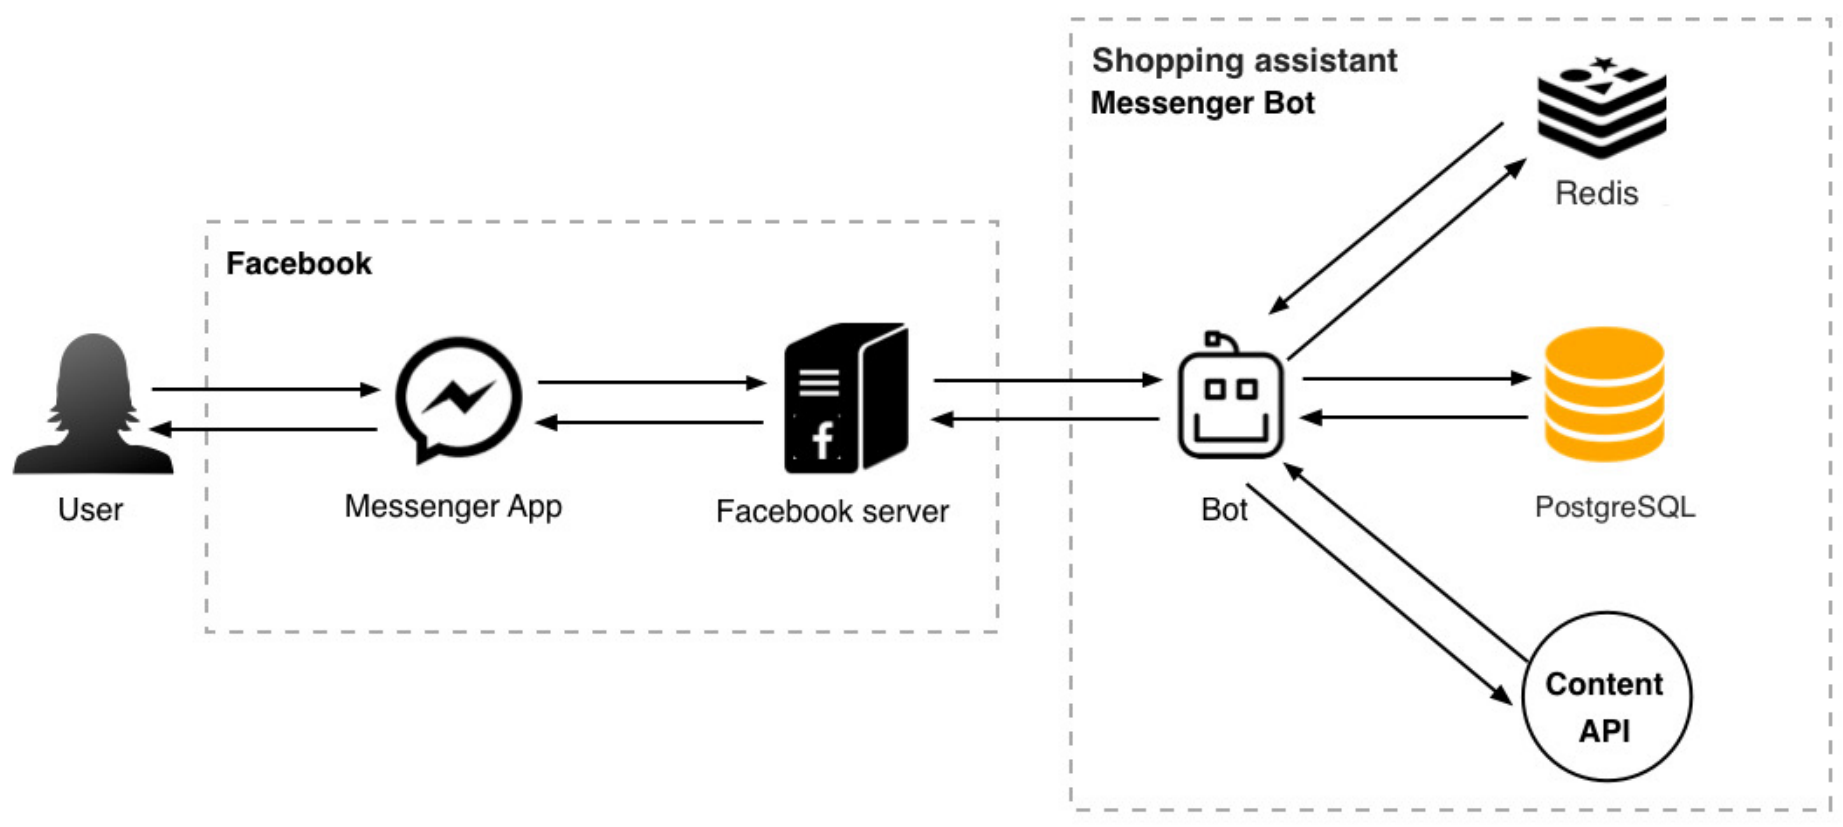 Shopping assistant
Messenger Bot
Redis
Facebook
f
User
Messenger App
Facebook server
Bot
PostgreSQL
Content
API